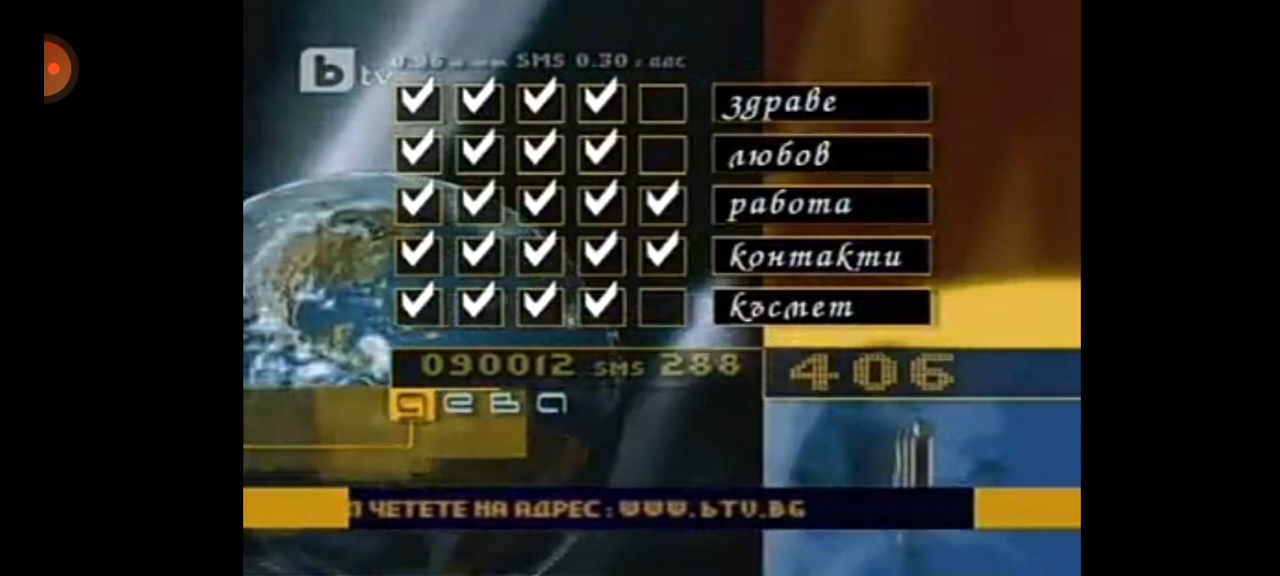 btv
SMS 0.30
здраве
любов
работа
контакти
късмет
090012 SMS 288
406
дева
ЧЕТЕТЕ НА АДРЕС: WWW.bTV.BG